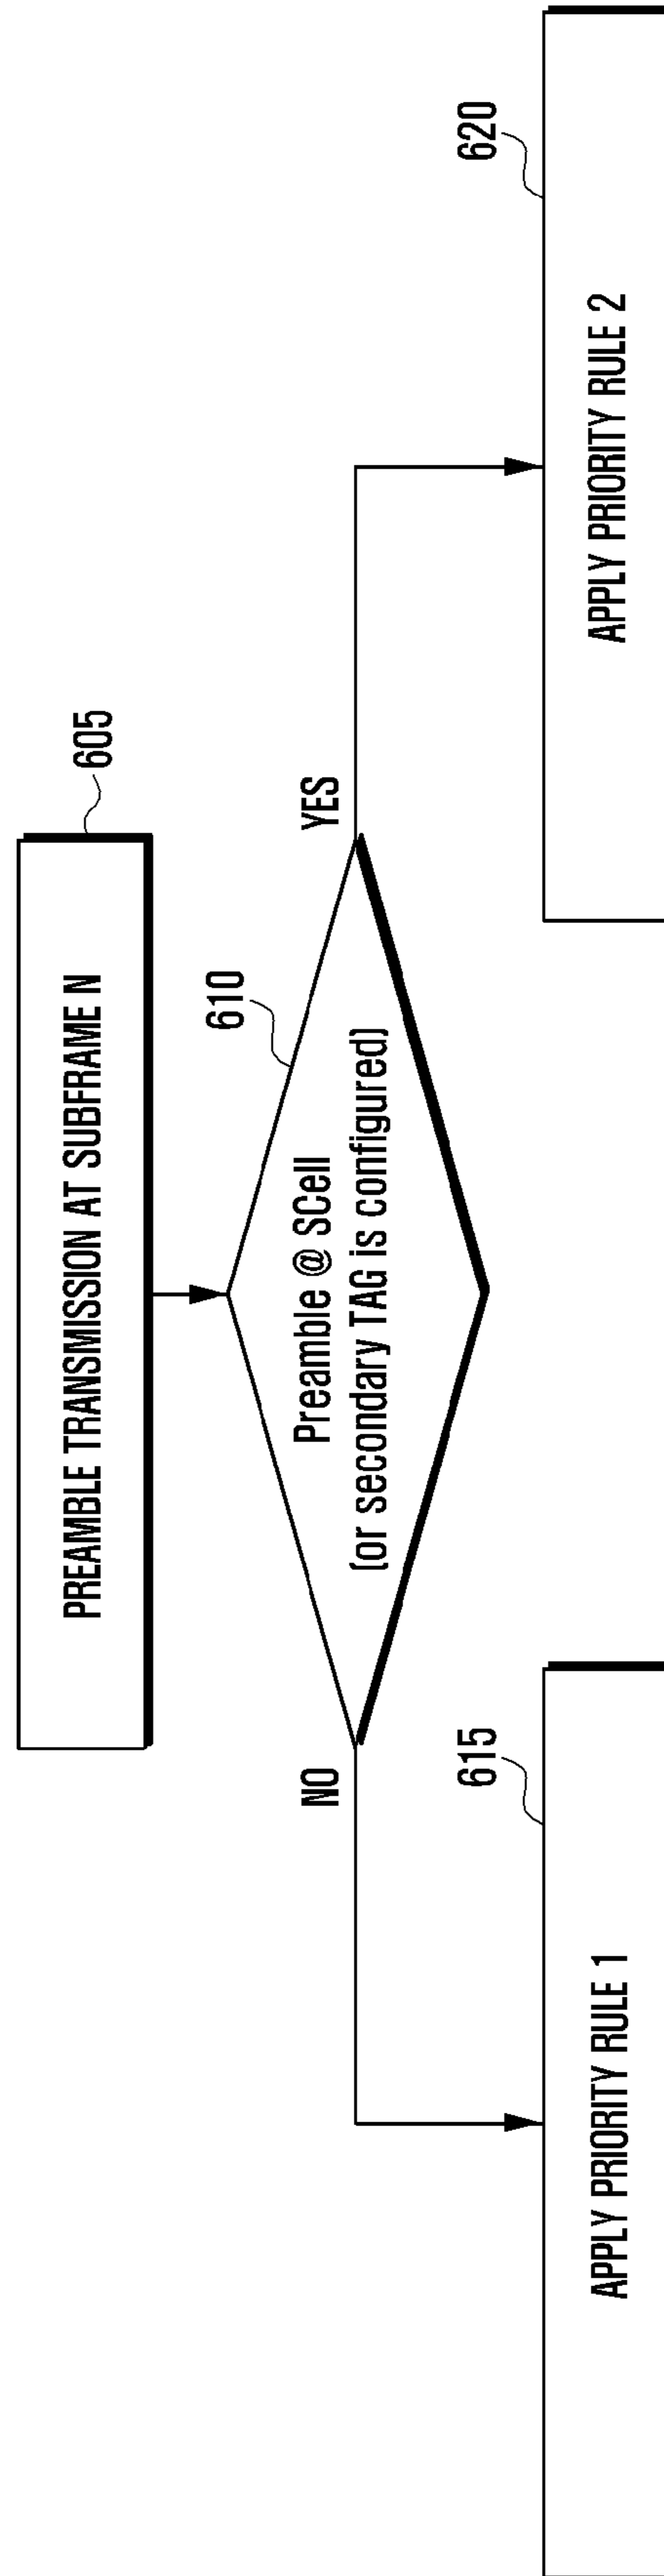 PREAMBLE TRANSMISSION AT SUBFRAME N
605
610
Preamble @ SCell
(or secondary TAG is configured)
NO
YES
615
APPLY PRIORITY RULE 1
620
APPLY PRIORITY RULE 2